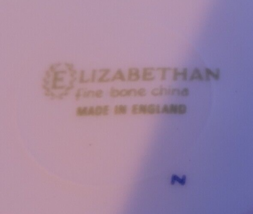 ELIZABETHAN
fine bone china
MADE IN ENGLAND
N